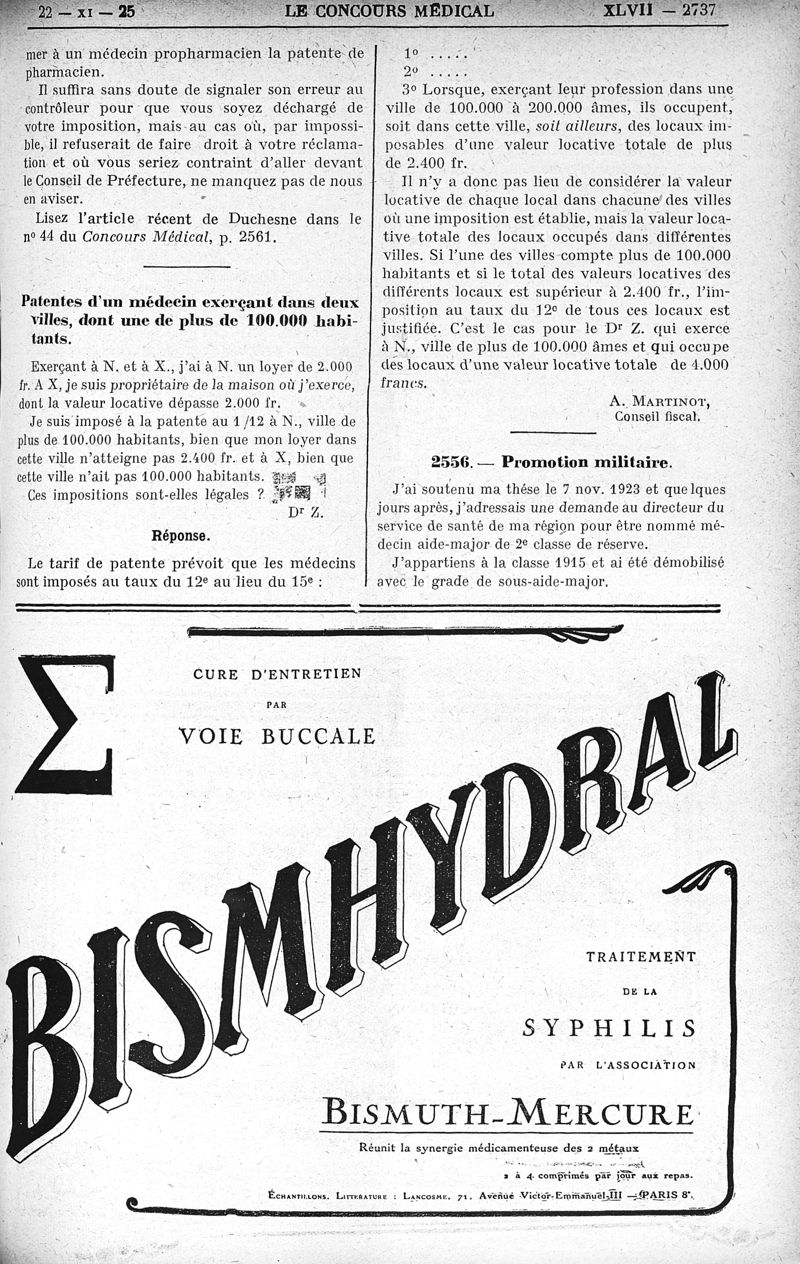 22 — XI — 25
LE CONCOURS MÉDICAL
XLVII — 2737
mer à un médecin propharmacien la patente de
pharmacien.
Il suffira sans doute de signaler son erreur au
contrôleur pour que vous soyez déchargé de
votre imposition, mais au cas où, par impossi-
ble, il refuserait de faire droit à votre réclama-
tion et où vous seriez contraint d'aller devant
le Conseil de Préfecture, ne manquez pas de nous
en aviser.
Lisez l'article récent de Duchesne dans le
n° 44 du Concours Médical, p. 2561.
Patentes d'un médecin exerçant dans deux
villes, dont une de plus de 100.000 habi-
tants.
Exerçant à N. et à X., j'ai à N. un loyer de 2.000
fr. A X, je suis propriétaire de la maison où j'exerce,
dont la valeur locative dépasse 2.000 fr.
Je suis imposé à la patente au 1/12 à N., ville de
plus de 100.000 habitants, bien que mon loyer dans
cette ville n'atteigne pas 2.400 fr. et à X, bien que
cette ville n'ait pas 100.000 habitants.
Ces impositions sont-elles légales ?
Dr Z.
Réponse.
Le tarif de patente prévoit que les médecins
sont imposés au taux du 12e au lieu du 15e :
1° .....
2° .....
3° Lorsque, exerçant leur profession dans une
ville de 100.000 à 200.000 âmes, ils occupent,
soit dans cette ville, soit ailleurs, des locaux im-
posables d'une valeur locative totale de plus
de 2.400 fr.
Il n'y a donc pas lieu de considérer la valeur
locative de chaque local dans chacune des villes
où une imposition est établie, mais la valeur loca-
tive totale des locaux occupés dans différentes
villes. Si l'une des villes compte plus de 100.000
habitants et si le total des valeurs locatives des
différents locaux est supérieur à 2.400 fr., l'im-
position au taux du 12e de tous ces locaux est
justifiée. C'est le cas pour le Dr Z. qui exerce
à N., ville de plus de 100.000 âmes et qui occupe
des locaux d'une valeur locative totale de 4.000
francs.
A. MARTINOT,
Conseil fiscal.
2556. — Promotion militaire.
J'ai soutenu ma thése le 7 nov. 1923 et quelques
jours après, j'adressais une demande au directeur du
service de santé de ma région pour être nommé mé-
decin aide-major de 2e classe de réserve.
J'appartiens à la classe 1915 et ai été démobilisé
avec le grade de sous-aide-major.
Σ
CURE D'ENTRETIEN
PAR
VOIE BUCCALE
BISMHYDRAL
TRAITEMENT
DE LA
SYPHILIS
PAR L'ASSOCIATION
BISMUTH-MERCURE
Réunit la synergie médicamenteuse des 2 métaux
2 à 4 comprimés par jour aux repas.
ÉCHANTILLONS. LITTÉRATURE : LANCOSME, 71, Avenue Victor-Emmanuel III — PARIS 8e.